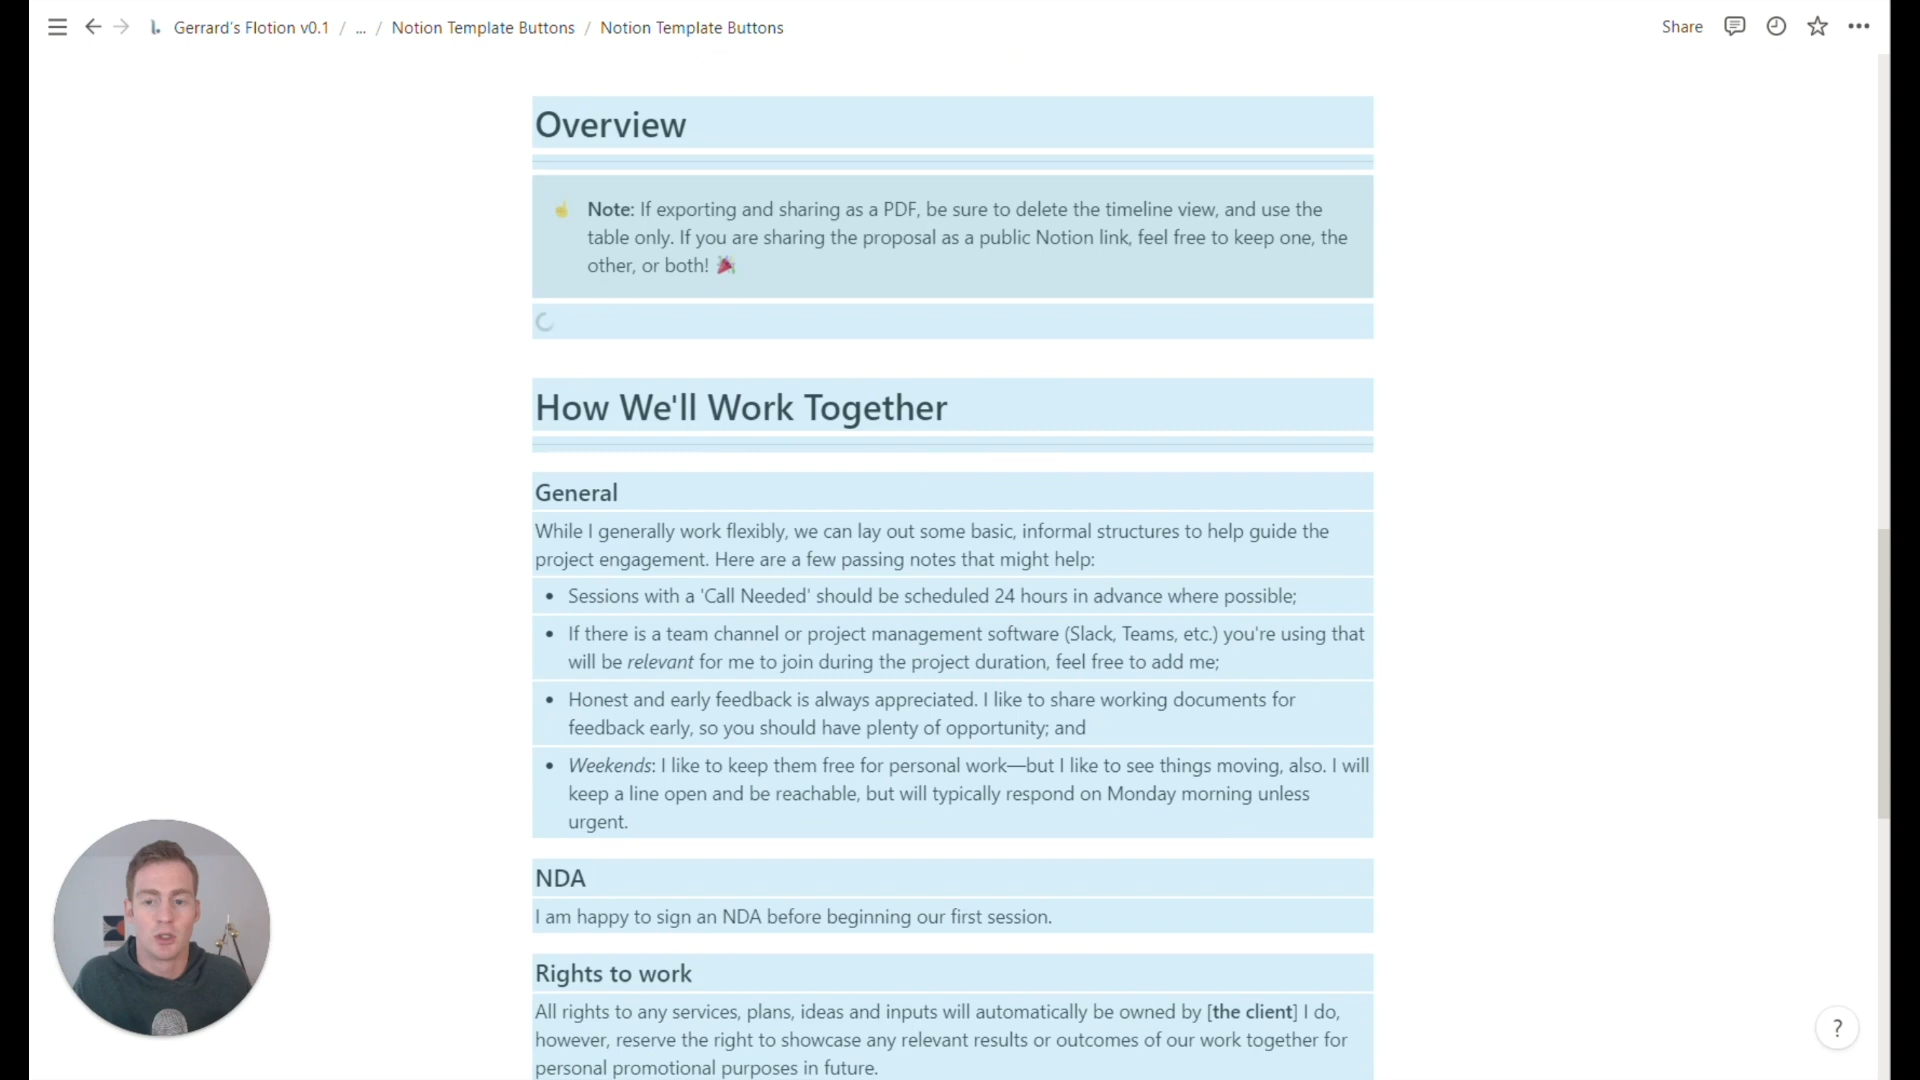 Gerrard's Flotion v0.1 / ... / Notion Template Buttons / Notion Template Buttons
Share
Overview
Note: If exporting and sharing as a PDF, be sure to delete the timeline view, and use the
table only. If you are sharing the proposal as a public Notion link, feel free to keep one, the
other, or both! 🎉
How We'll Work Together
General
While I generally work flexibly, we can lay out some basic, informal structures to help guide the
project engagement. Here are a few passing notes that might help:
• Sessions with a 'Call Needed' should be scheduled 24 hours in advance where possible;
• If there is a team channel or project management software (Slack, Teams, etc.) you're using that
will be relevant for me to join during the project duration, feel free to add me;
• Honest and early feedback is always appreciated. I like to share working documents for
feedback early, so you should have plenty of opportunity; and
• Weekends: I like to keep them free for personal work—but I like to see things moving, also. I will
keep a line open and be reachable, but will typically respond on Monday morning unless
urgent.
NDA
I am happy to sign an NDA before beginning our first session.
Rights to work
All rights to any services, plans, ideas and inputs will automatically be owned by [the client] I do,
however, reserve the right to showcase any relevant results or outcomes of our work together for
personal promotional purposes in future.
?